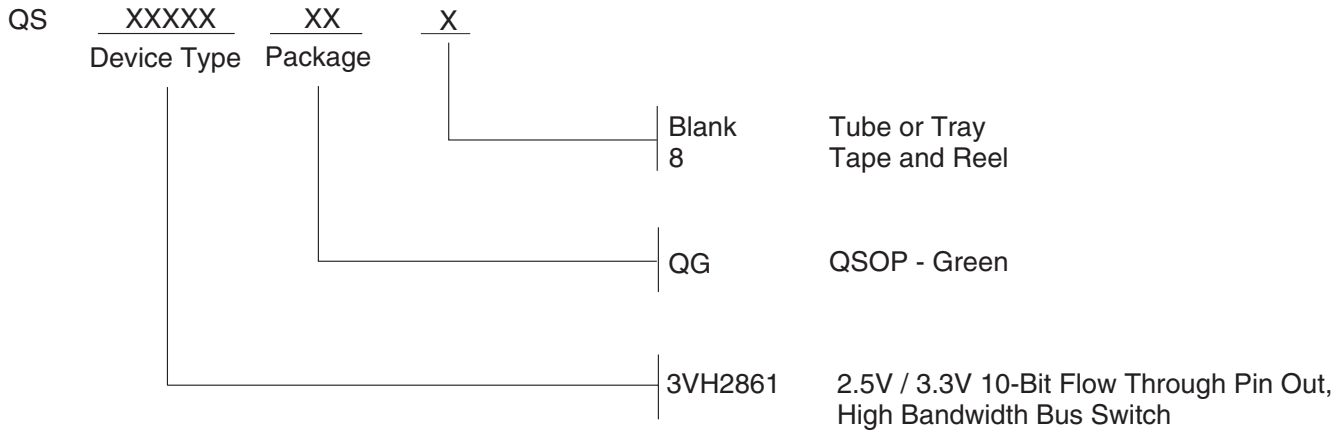 QS XXXXX XX X
Device Type Package
Blank Tube or Tray
8 Tape and Reel
QG QSOP - Green
3VH2861 2.5V / 3.3V 10-Bit Flow Through Pin Out,
High Bandwidth Bus Switch